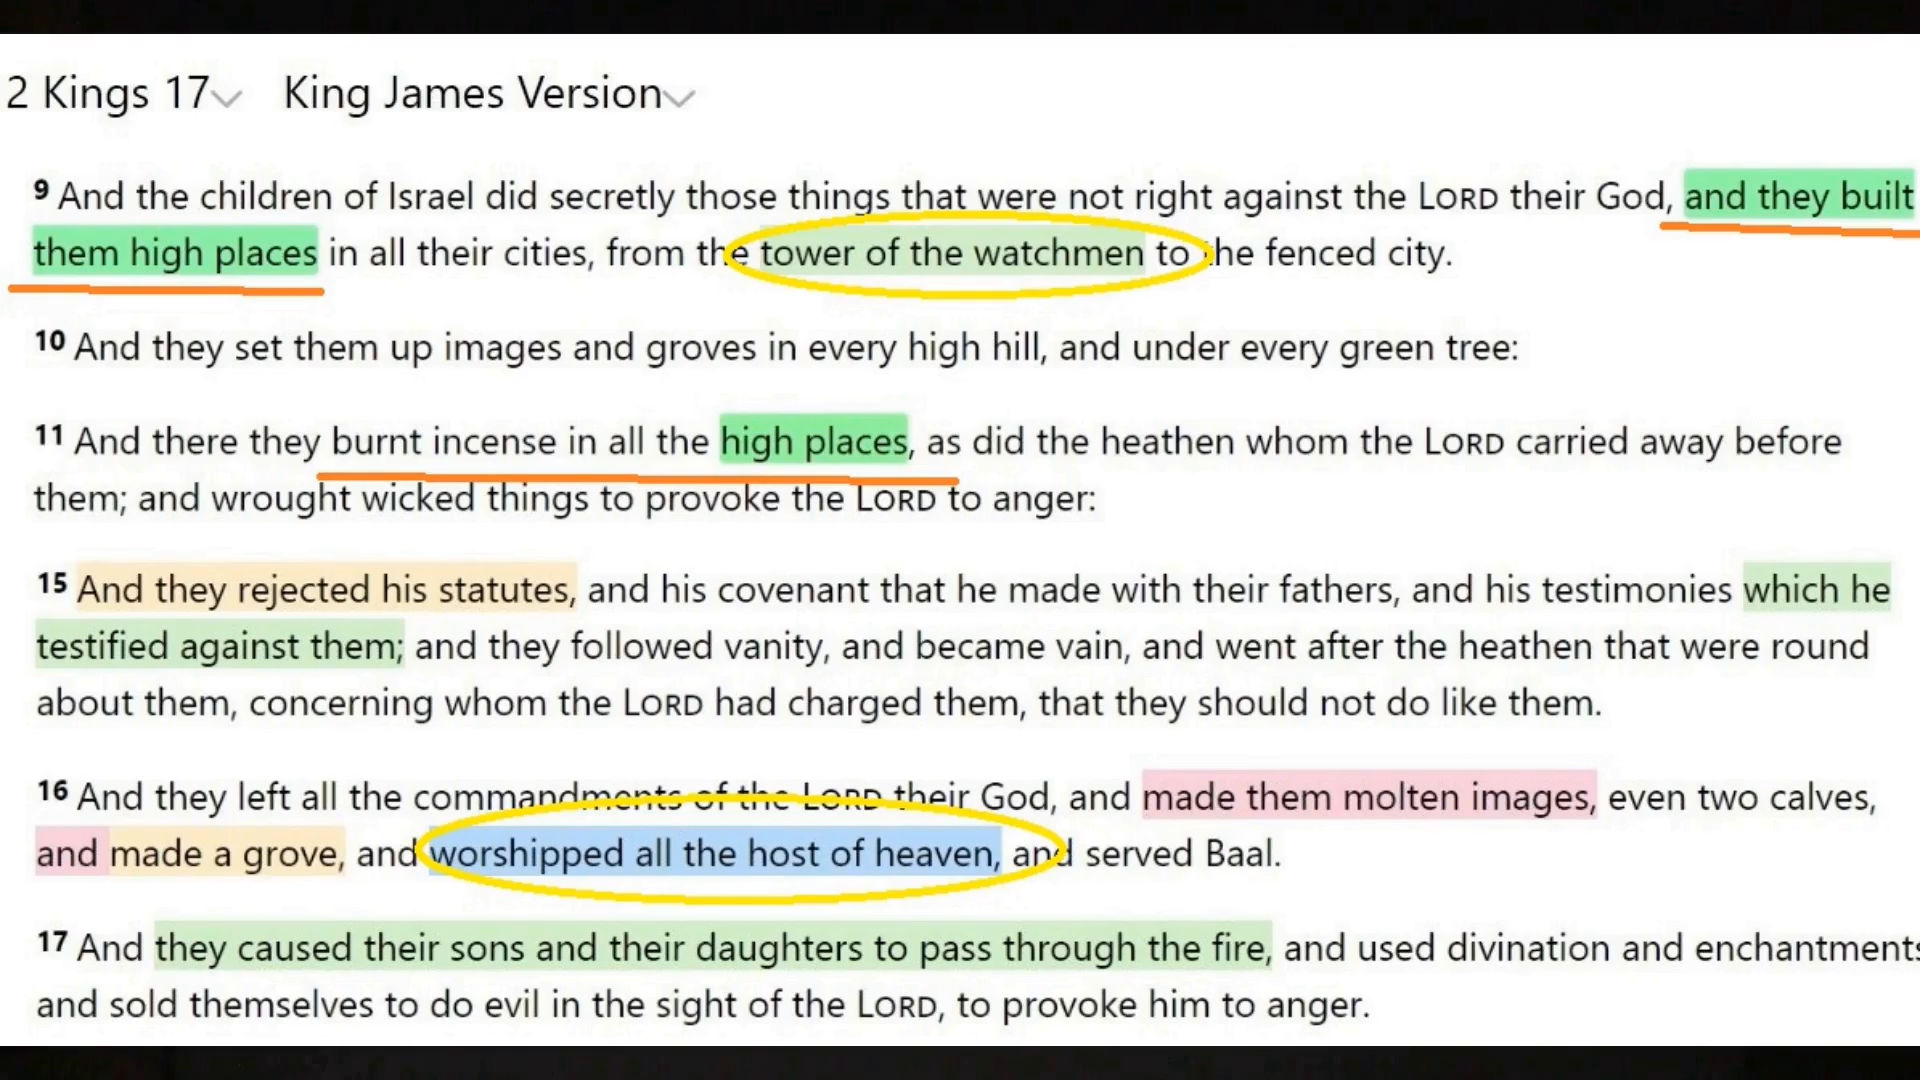 2 Kings 17 King James Version
9 And the children of Israel did secretly those things that were not right against the LORD their God, and they built
them high places in all their cities, from the tower of the watchmen to the fenced city.
10 And they set them up images and groves in every high hill, and under every green tree:
11 And there they burnt incense in all the high places, as did the heathen whom the LORD carried away before
them; and wrought wicked things to provoke the LORD to anger:
15 And they rejected his statutes, and his covenant that he made with their fathers, and his testimonies which he
testified against them; and they followed vanity, and became vain, and went after the heathen that were round
about them, concerning whom the LORD had charged them, that they should not do like them.
16 And they left all the commandments of the LORD their God, and made them molten images, even two calves,
and made a grove, and worshipped all the host of heaven, and served Baal.
17 And they caused their sons and their daughters to pass through the fire, and used divination and enchantments
and sold themselves to do evil in the sight of the LORD, to provoke him to anger.